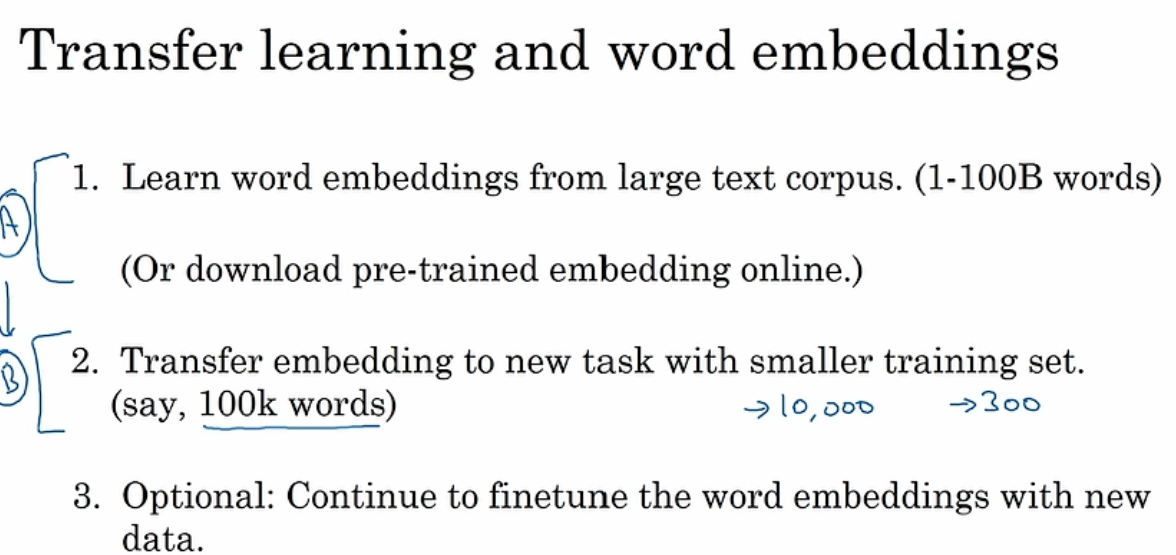 Transfer learning and word embeddings
A
1. Learn word embeddings from large text corpus. (1-100B words)
(Or download pre-trained embedding online.)
B
2. Transfer embedding to new task with smaller training set.
(say, 100k words) →10,000 →300
3. Optional: Continue to finetune the word embeddings with new
data.